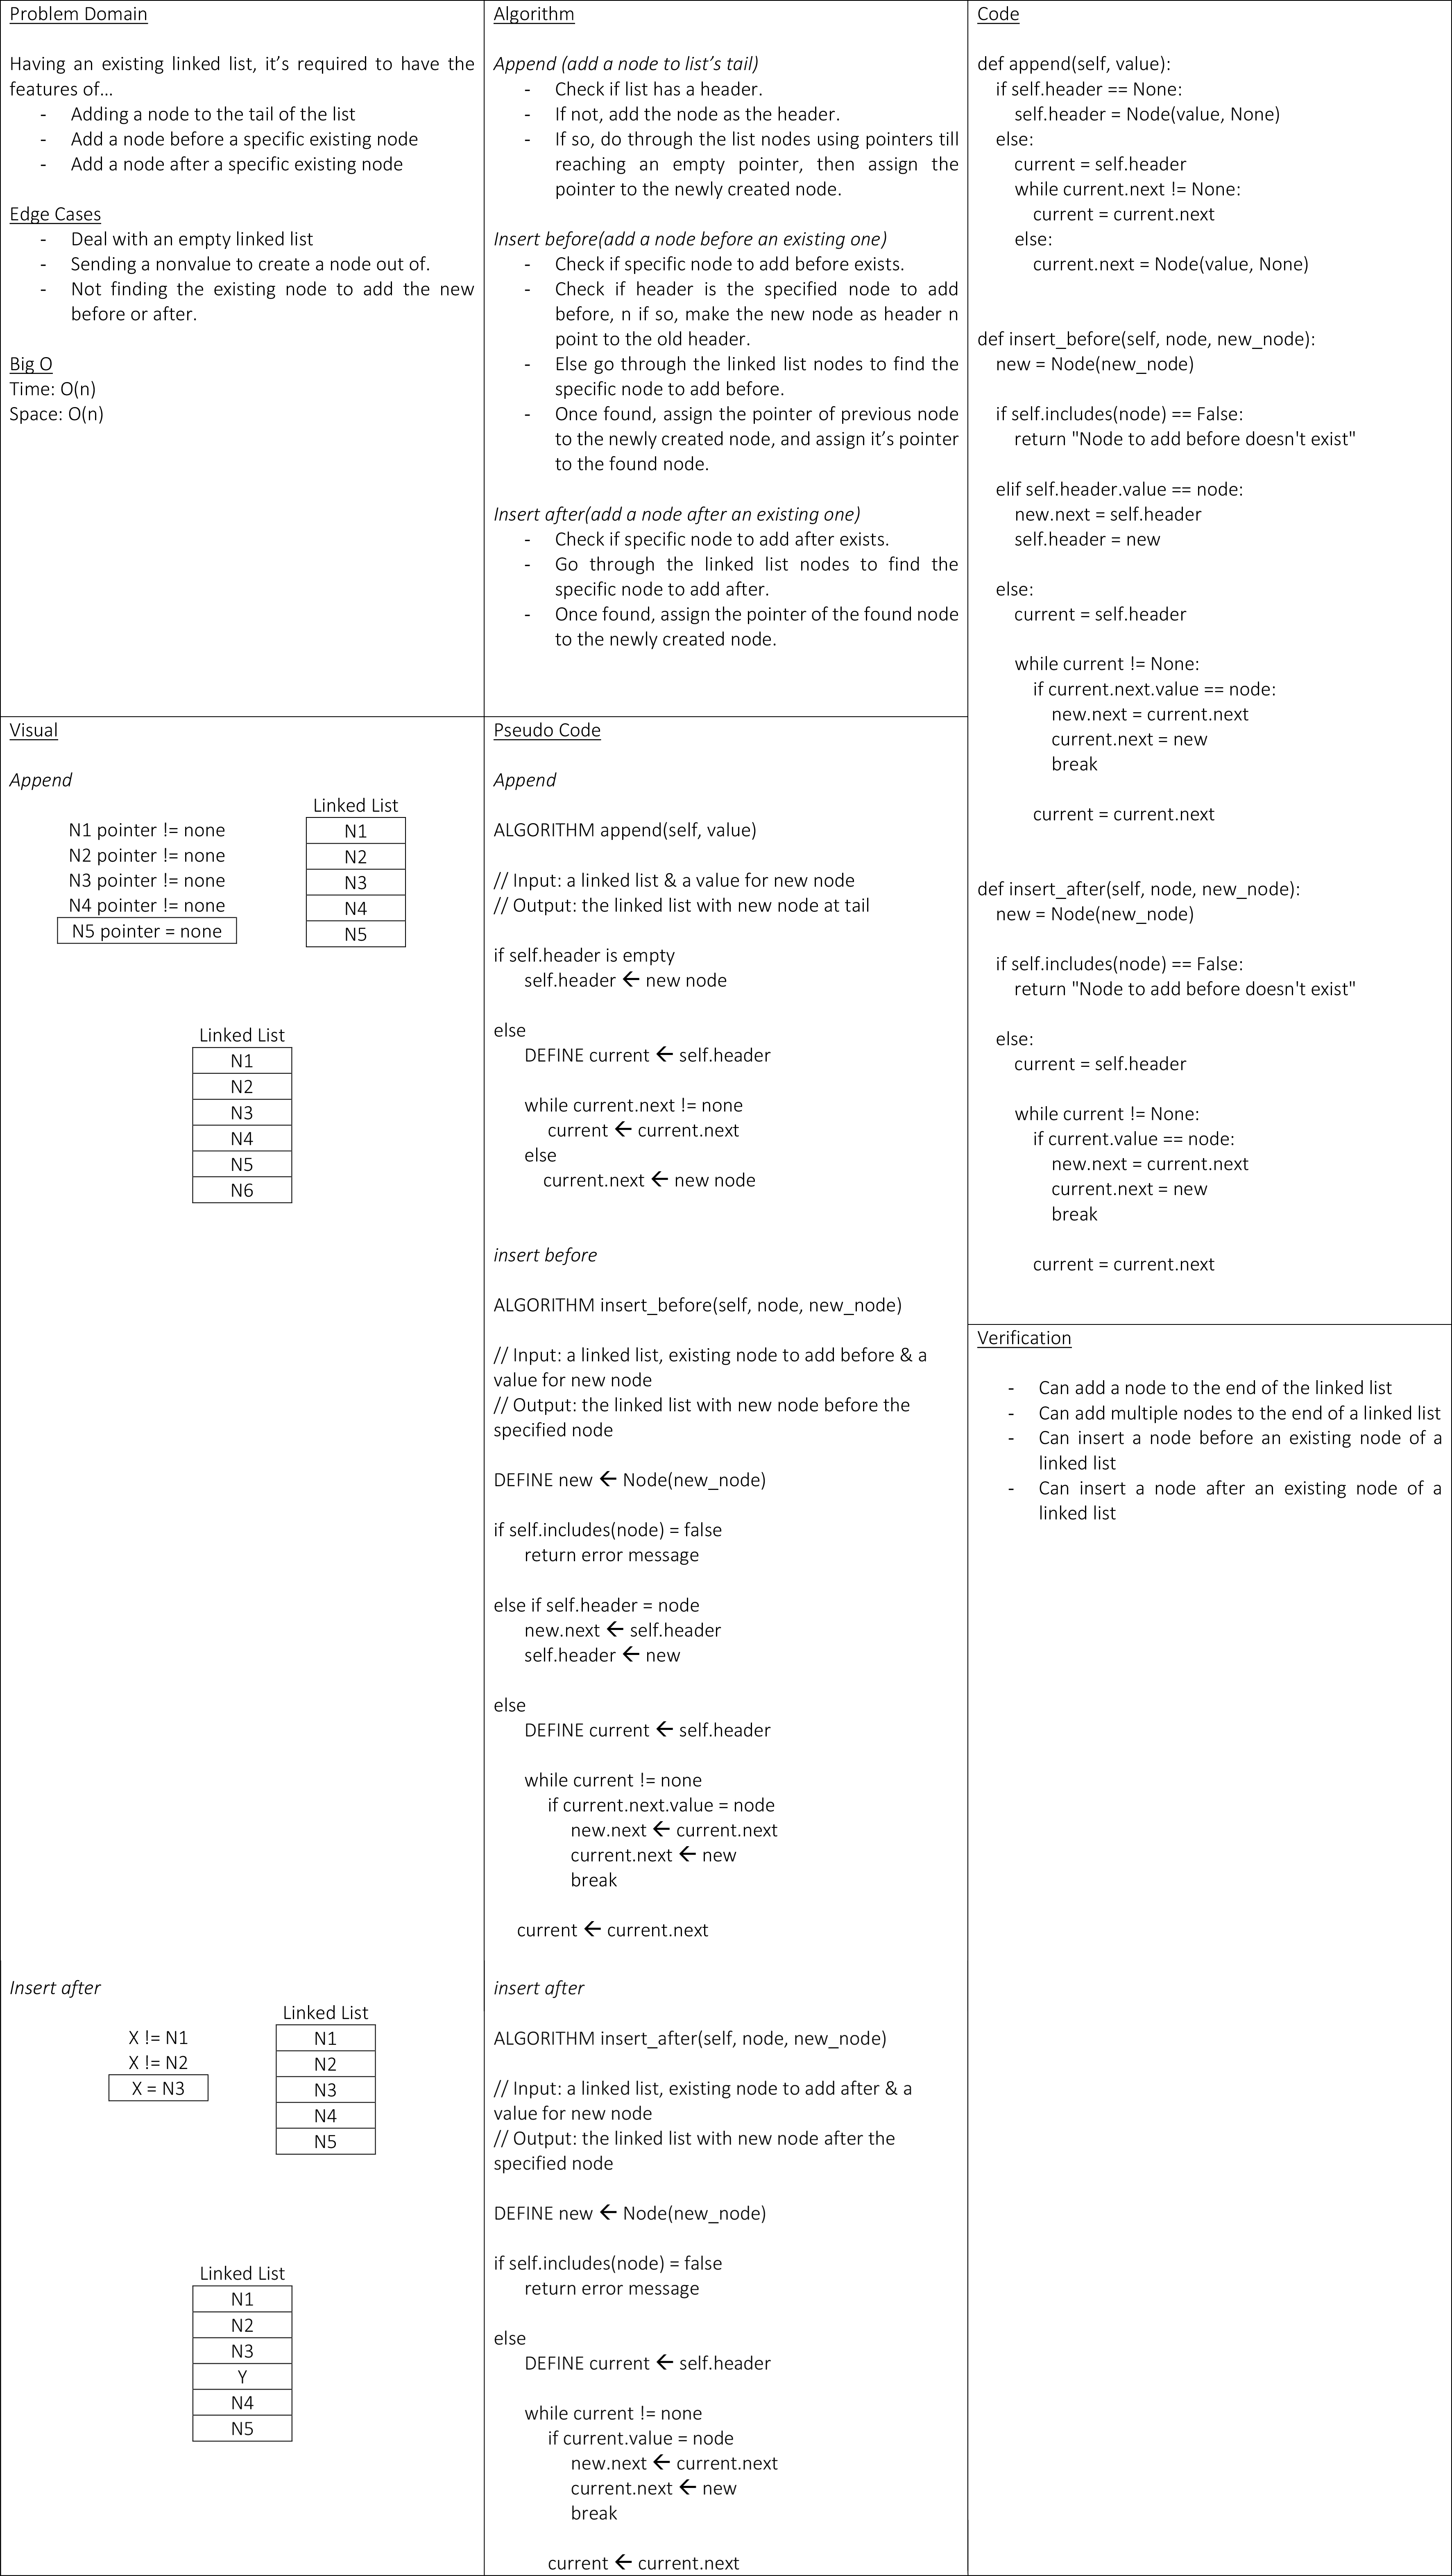 Problem Domain
Having an existing linked list, it’s required to have the
features of…
- Adding a node to the tail of the list
- Add a node before a specific existing node
- Add a node after a specific existing node
Edge Cases
- Deal with an empty linked list
- Sending a nonvalue to create a node out of.
- Not finding the existing node to add the new
before or after.
Big O
Time: O(n)
Space: O(n)
Algorithm
Append (add a node to list’s tail)
- Check if list has a header.
- If not, add the node as the header.
- If so, do through the list nodes using pointers till
reaching an empty pointer, then assign the
pointer to the newly created node.
Insert before(add a node before an existing one)
- Check if specific node to add before exists.
- Check if header is the specified node to add
before, n if so, make the new node as header n
point to the old header.
- Else go through the linked list nodes to find the
specific node to add before.
- Once found, assign the pointer of previous node
to the newly created node, and assign it’s pointer
to the found node.
Insert after(add a node after an existing one)
- Check if specific node to add after exists.
- Go through the linked list nodes to find the
specific node to add after.
- Once found, assign the pointer of the found node
to the newly created node.
Code
def append(self, value):
if self.header == None:
self.header = Node(value, None)
else:
current = self.header
while current.next != None:
current = current.next
else:
current.next = Node(value, None)
def insert_before(self, node, new_node):
new = Node(new_node)
if self.includes(node) == False:
return "Node to add before doesn't exist"
elif self.header.value == node:
new.next = self.header
self.header = new
else:
current = self.header
while current != None:
if current.next.value == node:
new.next = current.next
current.next = new
break
current = current.next
def insert_after(self, node, new_node):
new = Node(new_node)
if self.includes(node) == False:
return "Node to add before doesn't exist"
else:
current = self.header
while current != None:
if current.value == node:
new.next = current.next
current.next = new
break
current = current.next
Visual
Append
Linked List
N1 pointer != none
N2 pointer != none
N3 pointer != none
N4 pointer != none
N5 pointer = none
N1
N2
N3
N4
N5
Linked List
N1
N2
N3
N4
N5
N6
Insert after
Linked List
X != N1
X != N2
X = N3
N1
N2
N3
N4
N5
Linked List
N1
N2
N3
Y
N4
N5
Pseudo Code
Append
ALGORITHM append(self, value)
// Input: a linked list & a value for new node
// Output: the linked list with new node at tail
if self.header is empty
self.header 🡨 new node
else
DEFINE current 🡨 self.header
while current.next != none
current 🡨 current.next
else
current.next 🡨 new node
insert before
ALGORITHM insert_before(self, node, new_node)
// Input: a linked list, existing node to add before & a
value for new node
// Output: the linked list with new node before the
specified node
DEFINE new 🡨 Node(new_node)
if self.includes(node) = false
return error message
else if self.header = node
new.next 🡨 self.header
self.header 🡨 new
else
DEFINE current 🡨 self.header
while current != none
if current.next.value = node
new.next 🡨 current.next
current.next 🡨 new
break
current 🡨 current.next
insert after
ALGORITHM insert_after(self, node, new_node)
// Input: a linked list, existing node to add after & a
value for new node
// Output: the linked list with new node after the
specified node
DEFINE new 🡨 Node(new_node)
if self.includes(node) = false
return error message
else
DEFINE current 🡨 self.header
while current != none
if current.value = node
new.next 🡨 current.next
current.next 🡨 new
break
current 🡨 current.next
Verification
- Can add a node to the end of the linked list
- Can add multiple nodes to the end of a linked list
- Can insert a node before an existing node of a
linked list
- Can insert a node after an existing node of a
linked list